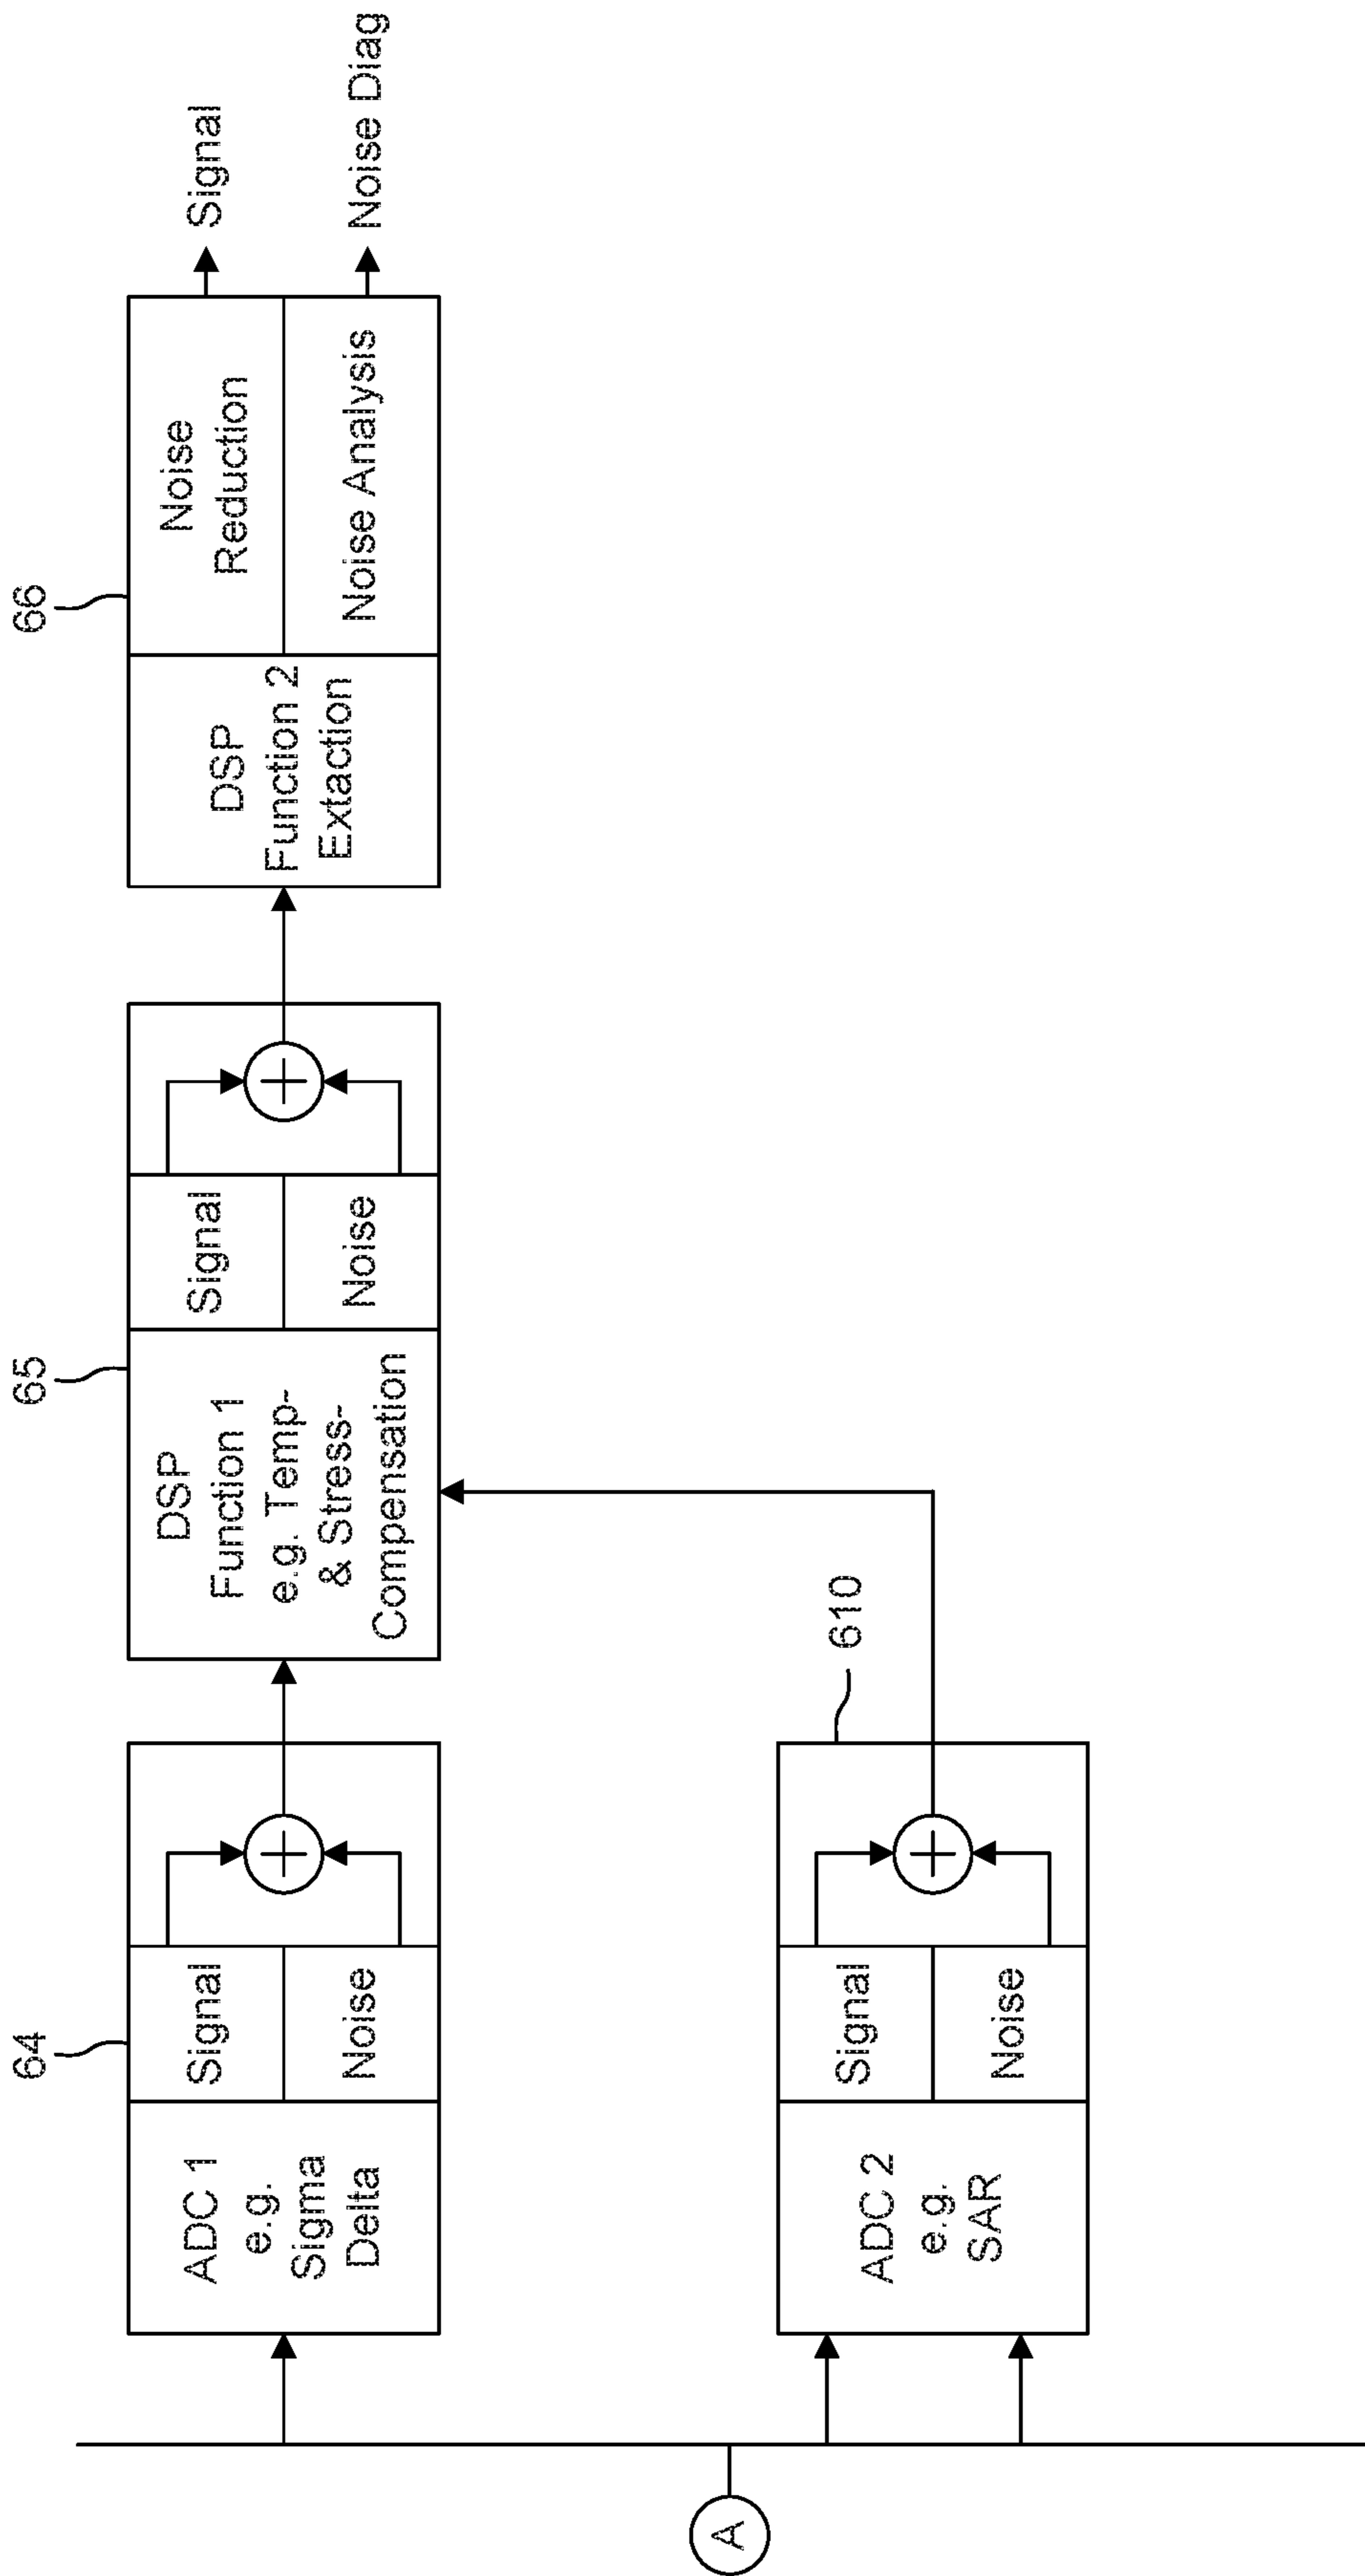 A
64
ADC 1
e.g.
Sigma
Delta
Signal
Noise
65
DSP
Function 1
e.g. Temp-
& Stress-
Compensation
Signal
Noise
66
DSP
Function 2
Extaction
Noise
Reduction
Noise Analysis
Signal
Noise Diag
610
ADC 2
e.g.
SAR
Signal
Noise